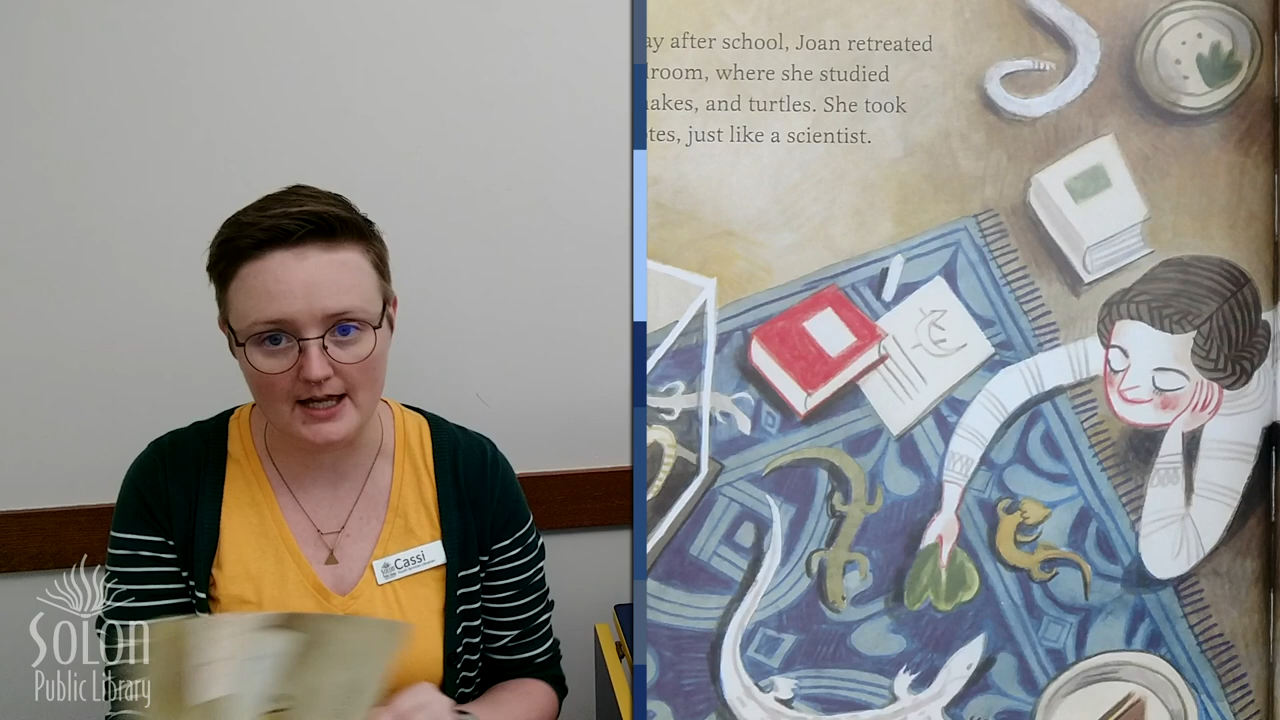 ay after school, Joan retreated
room, where she studied
akes, and turtles. She took
tes, just like a scientist.
Cassi
SOLON
Public Library